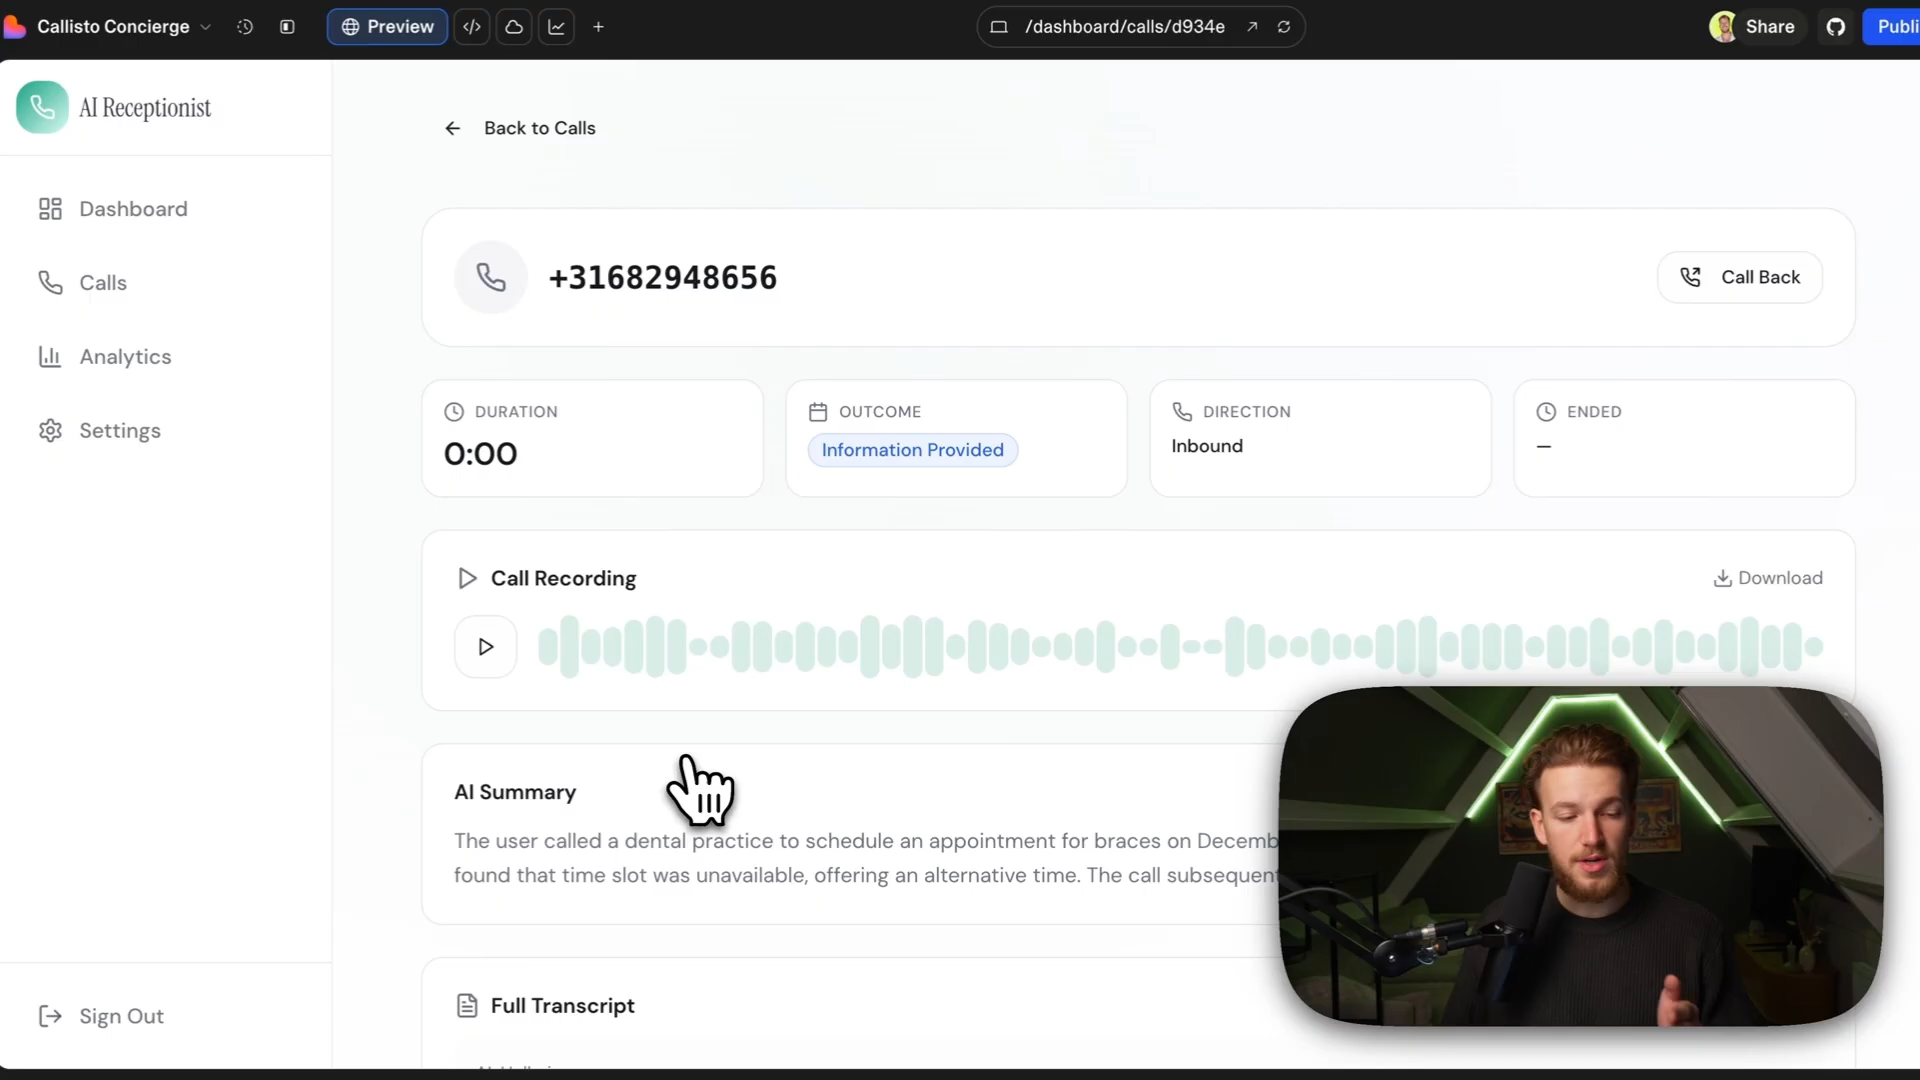 Callisto Concierge
Preview
/dashboard/calls/d934e
Share
Publi
AI Receptionist
Dashboard
Calls
Analytics
Settings
Sign Out
Back to Calls
+31682948656
Call Back
DURATION
0:00
OUTCOME
Information Provided
DIRECTION
Inbound
ENDED
—
Call Recording
Download
AI Summary
The user called a dental practice to schedule an appointment for braces on Decemb
found that time slot was unavailable, offering an alternative time. The call subsequent
Full Transcript